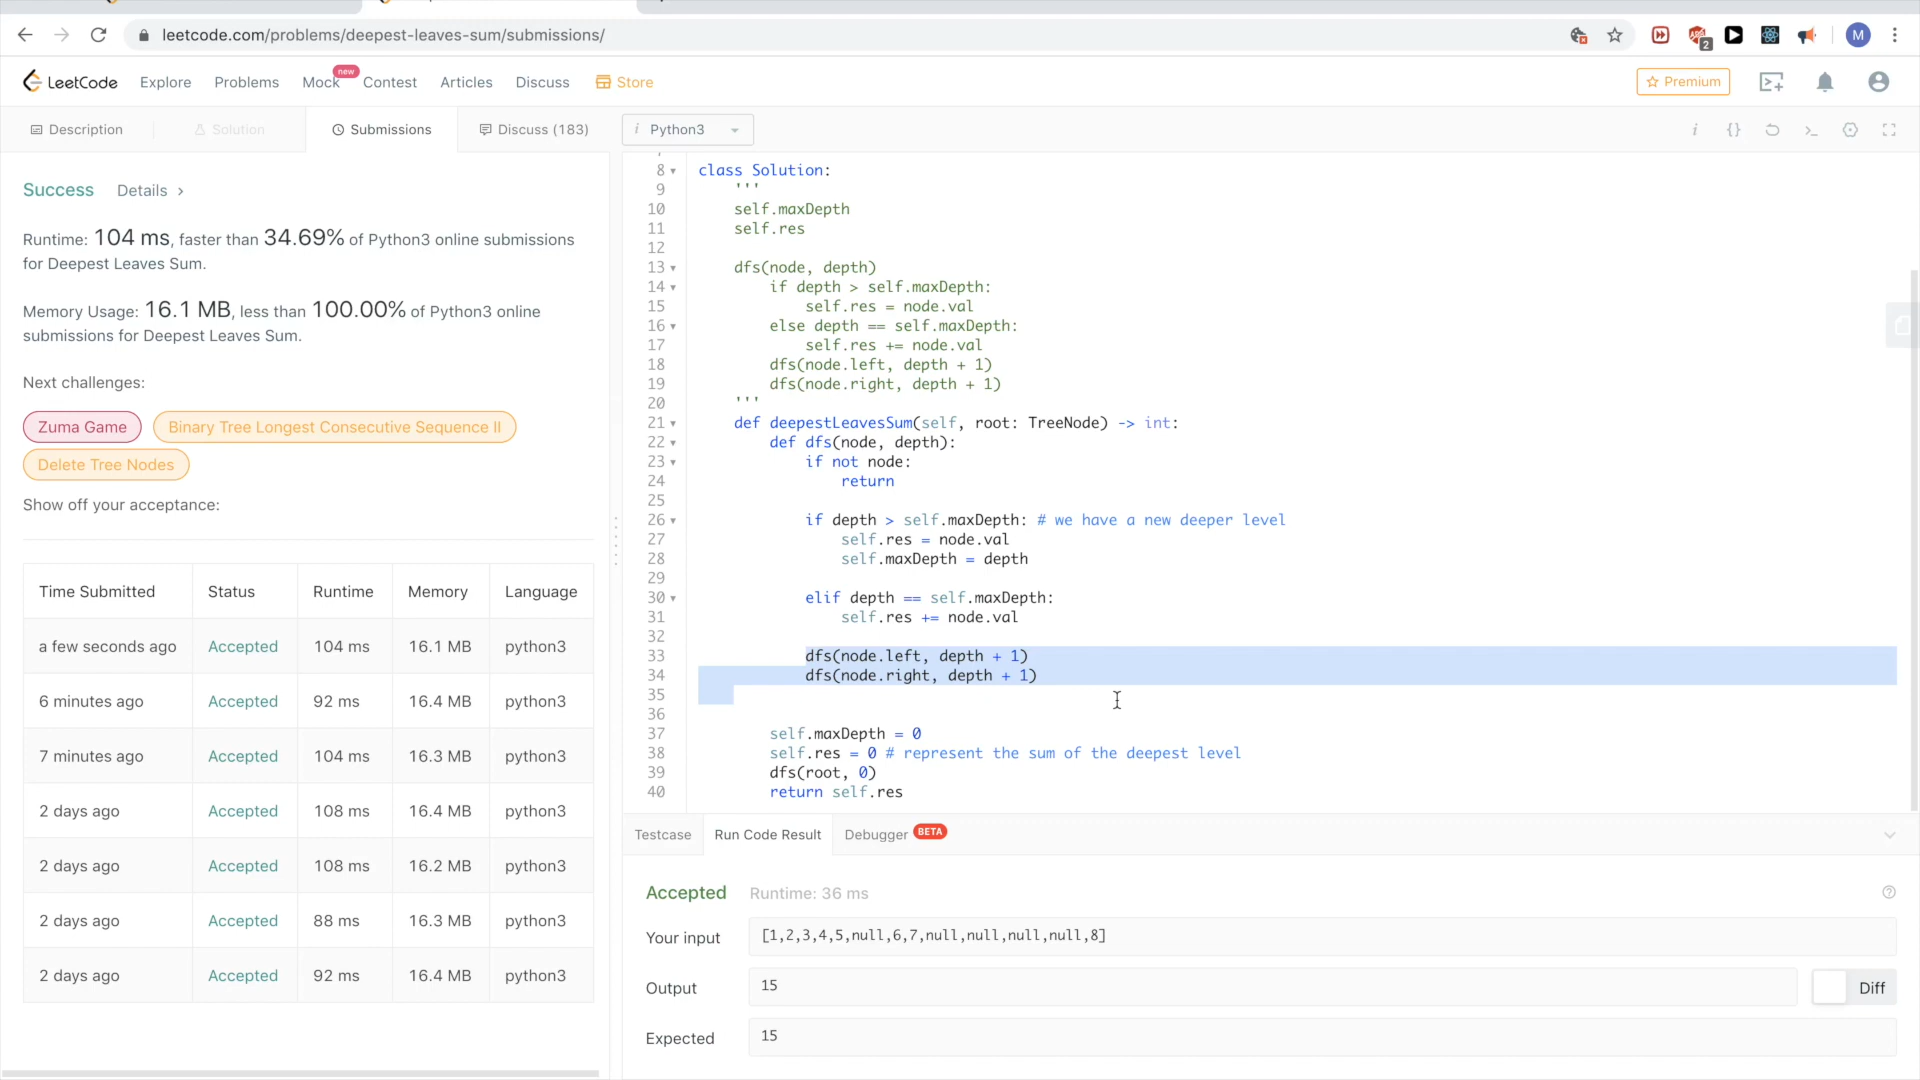 leetcode.com/problems/deepest-leaves-sum/submissions/
2
M
LeetCode Explore Problems Mock new Contest Articles Discuss Store Premium
Description Solution Submissions Discuss (183) i Python3
Success Details >
Runtime: 104 ms, faster than 34.69% of Python3 online submissions
for Deepest Leaves Sum.
Memory Usage: 16.1 MB, less than 100.00% of Python3 online
submissions for Deepest Leaves Sum.
Next challenges:
Zuma Game Binary Tree Longest Consecutive Sequence II
Delete Tree Nodes
Show off your acceptance:
Time Submitted Status Runtime Memory Language
a few seconds ago Accepted 104 ms 16.1 MB python3
6 minutes ago Accepted 92 ms 16.4 MB python3
7 minutes ago Accepted 104 ms 16.3 MB python3
2 days ago Accepted 108 ms 16.4 MB python3
2 days ago Accepted 108 ms 16.2 MB python3
2 days ago Accepted 88 ms 16.3 MB python3
2 days ago Accepted 92 ms 16.4 MB python3
8 class Solution:
9 '''
10 self.maxDepth
11 self.res
12
13 dfs(node, depth)
14 if depth > self.maxDepth:
15 self.res = node.val
16 else depth == self.maxDepth:
17 self.res += node.val
18 dfs(node.left, depth + 1)
19 dfs(node.right, depth + 1)
20 '''
21 def deepestLeavesSum(self, root: TreeNode) -> int:
22 def dfs(node, depth):
23 if not node:
24 return
25
26 if depth > self.maxDepth: # we have a new deeper level
27 self.res = node.val
28 self.maxDepth = depth
29
30 elif depth == self.maxDepth:
31 self.res += node.val
32
33 dfs(node.left, depth + 1)
34 dfs(node.right, depth + 1)
35
36
37 self.maxDepth = 0
38 self.res = 0 # represent the sum of the deepest level
39 dfs(root, 0)
40 return self.res
Testcase Run Code Result Debugger BETA
Accepted Runtime: 36 ms
Your input [1,2,3,4,5,null,6,7,null,null,null,null,8]
Output 15 Diff
Expected 15